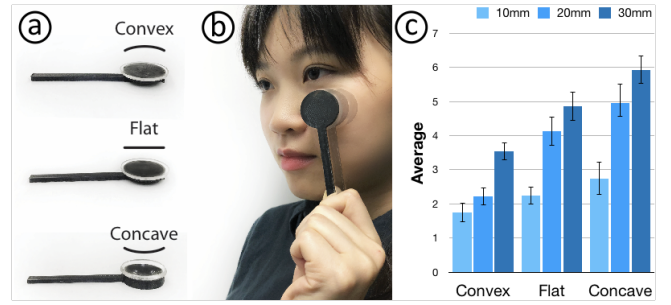 a
Convex
Flat
Concave
b
c
10mm 20mm 30mm
Average
7
6
5
4
3
2
1
0
Convex Flat Concave